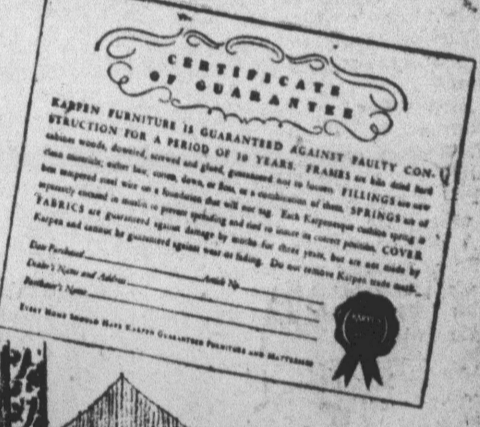 CERTIFICATE
OF GUARANTEE
KARPEN FURNITURE IS GUARANTEED AGAINST FAULTY CON-
STRUCTION FOR A PERIOD OF 10 YEARS. FRAMES are kiln dried hard
cabinet woods, doweled, screwed and glued, guaranteed not to loosen. FILLINGS are new
clean materials; either hair, cotton, down, or floss, or a combination of them. SPRINGS are of
best tempered steel wire on a foundation that will not sag. Each Karpenesque cushion spring is
separately encased in muslin to prevent spreading and tied to insure its correct position. COVER
FABRICS are guaranteed against damage by moths for three years, but are not made by
Karpen and cannot be guaranteed against wear or fading. Do not remove Karpen trade mark.
Date Purchased Article No.
Dealer's Name and Address
Purchaser's Name
EVERY HOME SHOULD HAVE KARPEN GUARANTEED FURNITURE AND MATTRESSES
KARPEN